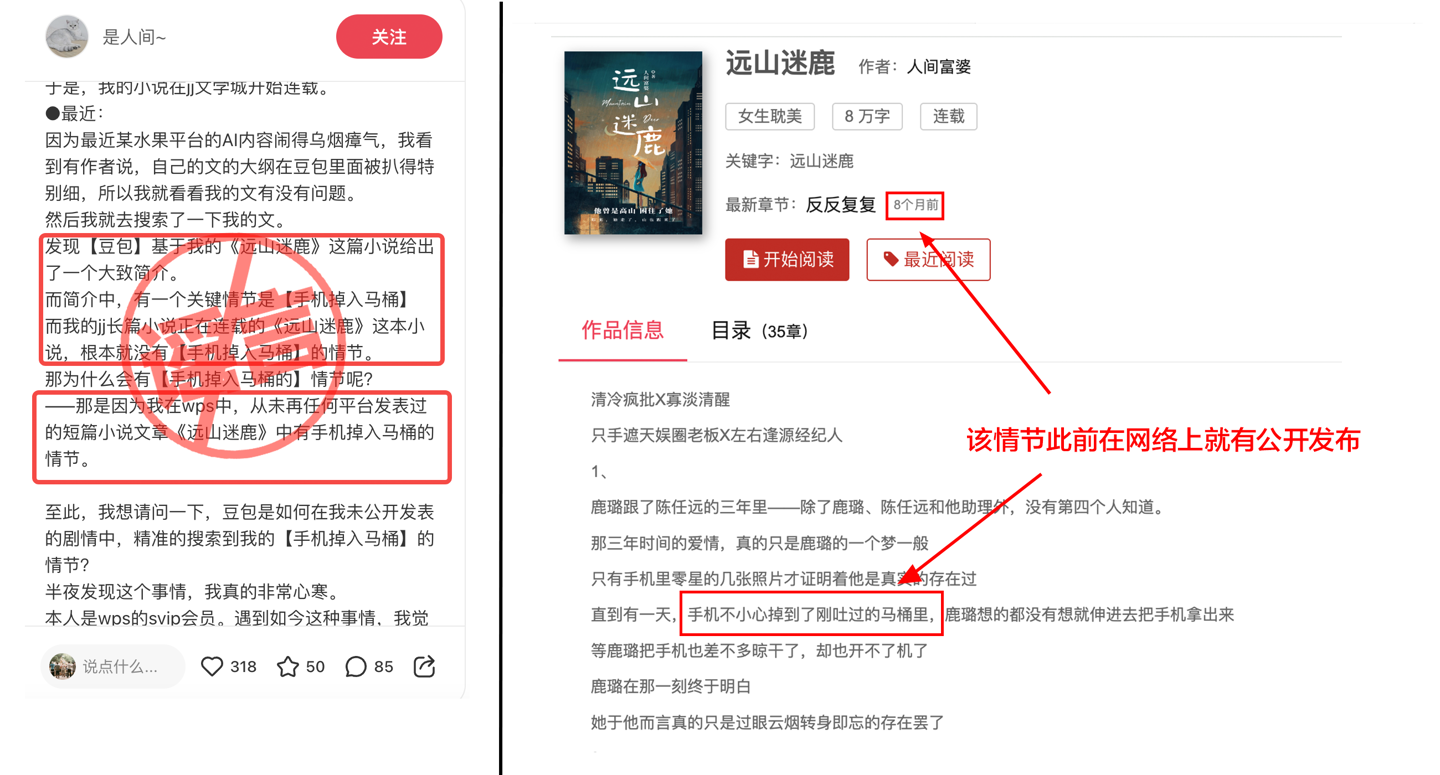 是人间~
关注
于是，我的小说在jj文学城开始连载。
●最近：
因为最近某水果平台的AI内容闹得乌烟瘴气，我看
到有作者说，自己的文的大纲在豆包里面被扒得特
别细，所以我就看看我的文有没有问题。
然后我就去搜索了一下我的文。
发现【豆包】基于我的《远山迷鹿》这篇小说给出
了一个大致简介。
而简介中，有一个关键情节是【手机掉入马桶】
而我的jj长篇小说正在连载的《远山迷鹿》这本小
说，根本就没有【手机掉入马桶】的情节。
那为什么会有【手机掉入马桶的】情节呢？
——那是因为我在wps中，从未再任何平台发表过
的短篇小说文章《远山迷鹿》中有手机掉入马桶的
情节。
谣言
至此，我想请问一下，豆包是如何在我未公开发表
的剧情中，精准的搜索到我的【手机掉入马桶】的
情节？
半夜发现这个事情，我真的非常心寒。
本人是wps的svip会员。遇到如今这种事情，我觉
说点什么...
318
50
85
远山迷鹿
Mountain
Deer
人间富婆
他曾是高山 困住了她
远山迷鹿 作者：人间富婆
女生耽美 8 万字 连载
关键字：远山迷鹿
最新章节：反反复复 8个月前
开始阅读 最近阅读
作品信息 目录（35章）
清冷疯批X寡淡清醒
只手遮天娱圈老板X左右逢源经纪人
该情节此前在网络上就有公开发布
1、
鹿璐跟了陈任远的三年里——除了鹿璐、陈任远和他助理外，没有第四个人知道。
那三年时间的爱情，真的只是鹿璐的一个梦一般
只有手机里零星的几张照片才证明着他是真实的存在过
直到有一天，手机不小心掉到了刚吐过的马桶里，鹿璐想的都没有想就伸进去把手机拿出来
等鹿璐把手机也差不多晾干了，却也开不了机了
鹿璐在那一刻终于明白
她于他而言真的只是过眼云烟转身即忘的存在罢了